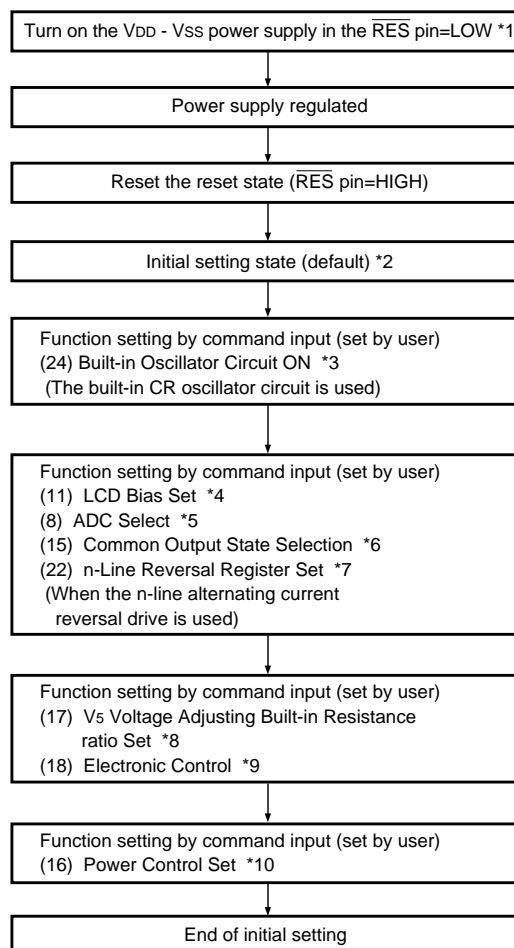 Turn on the VDD - VSS power supply in the R̅E̅S̅ pin=LOW *1
Power supply regulated
Reset the reset state (R̅E̅S̅ pin=HIGH)
Initial setting state (default) *2
Function setting by command input (set by user)
(24) Built-in Oscillator Circuit ON *3
(The built-in CR oscillator circuit is used)
Function setting by command input (set by user)
(11) LCD Bias Set *4
(8) ADC Select *5
(15) Common Output State Selection *6
(22) n-Line Reversal Register Set *7
(When the n-line alternating current
reversal drive is used)
Function setting by command input (set by user)
(17) V5 Voltage Adjusting Built-in Resistance
ratio Set *8
(18) Electronic Control *9
Function setting by command input (set by user)
(16) Power Control Set *10
End of initial setting